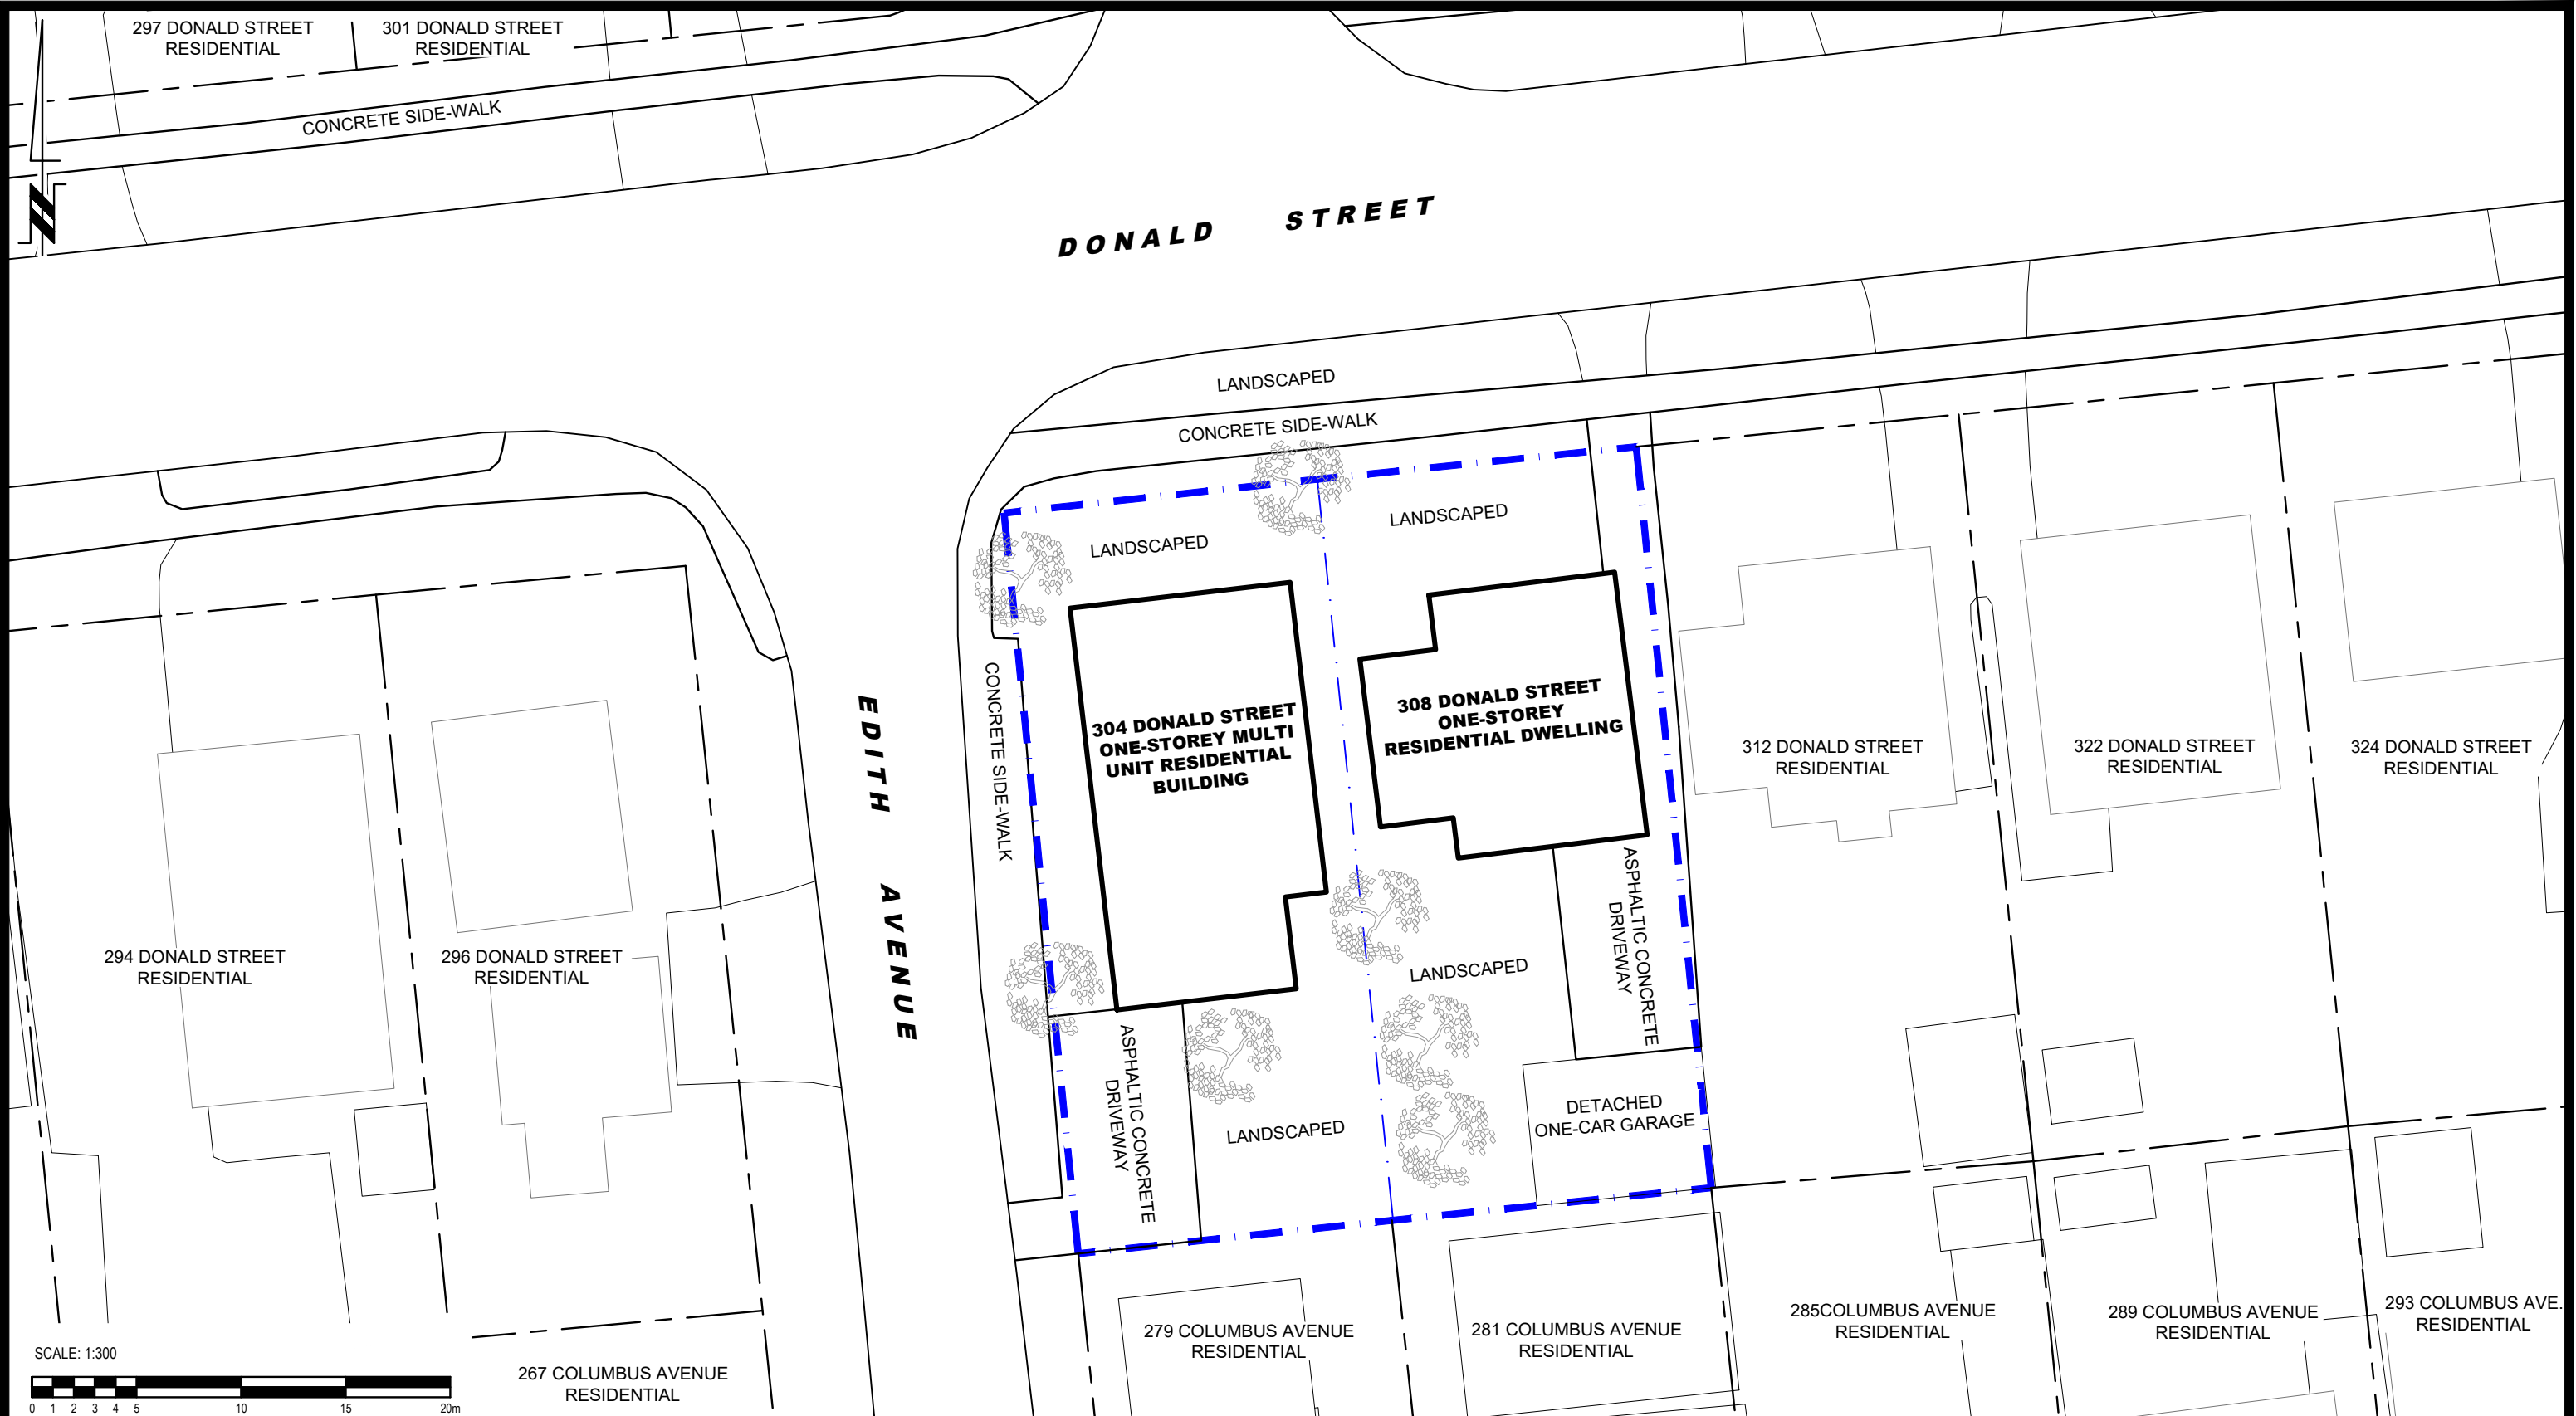 297 DONALD STREET
RESIDENTIAL
301 DONALD STREET
RESIDENTIAL
CONCRETE SIDE-WALK
N
DONALD STREET
LANDSCAPED
CONCRETE SIDE-WALK
LANDSCAPED
LANDSCAPED
EDITH AVENUE
CONCRETE SIDE-WALK
304 DONALD STREET
ONE-STOREY MULTI
UNIT RESIDENTIAL
BUILDING
308 DONALD STREET
ONE-STOREY
RESIDENTIAL DWELLING
312 DONALD STREET
RESIDENTIAL
322 DONALD STREET
RESIDENTIAL
324 DONALD STREET
RESIDENTIAL
294 DONALD STREET
RESIDENTIAL
296 DONALD STREET
RESIDENTIAL
LANDSCAPED
ASPHALTIC CONCRETE
DRIVEWAY
ASPHALTIC CONCRETE
DRIVEWAY
LANDSCAPED
DETACHED
ONE-CAR GARAGE
279 COLUMBUS AVENUE
RESIDENTIAL
281 COLUMBUS AVENUE
RESIDENTIAL
285COLUMBUS AVENUE
RESIDENTIAL
289 COLUMBUS AVENUE
RESIDENTIAL
293 COLUMBUS AVE.
RESIDENTIAL
267 COLUMBUS AVENUE
RESIDENTIAL
SCALE: 1:300
0 1 2 3 4 5 10 15 20m